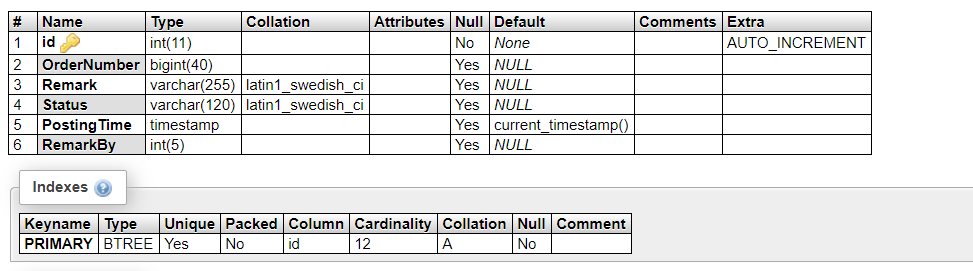 # Name Type Collation Attributes Null Default Comments Extra
1 id int(11) No None AUTO_INCREMENT
2 OrderNumber bigint(40) Yes NULL
3 Remark varchar(255) latin1_swedish_ci Yes NULL
4 Status varchar(120) latin1_swedish_ci Yes NULL
5 PostingTime timestamp Yes current_timestamp()
6 RemarkBy int(5) Yes NULL
Indexes ?
Keyname Type Unique Packed Column Cardinality Collation Null Comment
PRIMARY BTREE Yes No id 12 A No